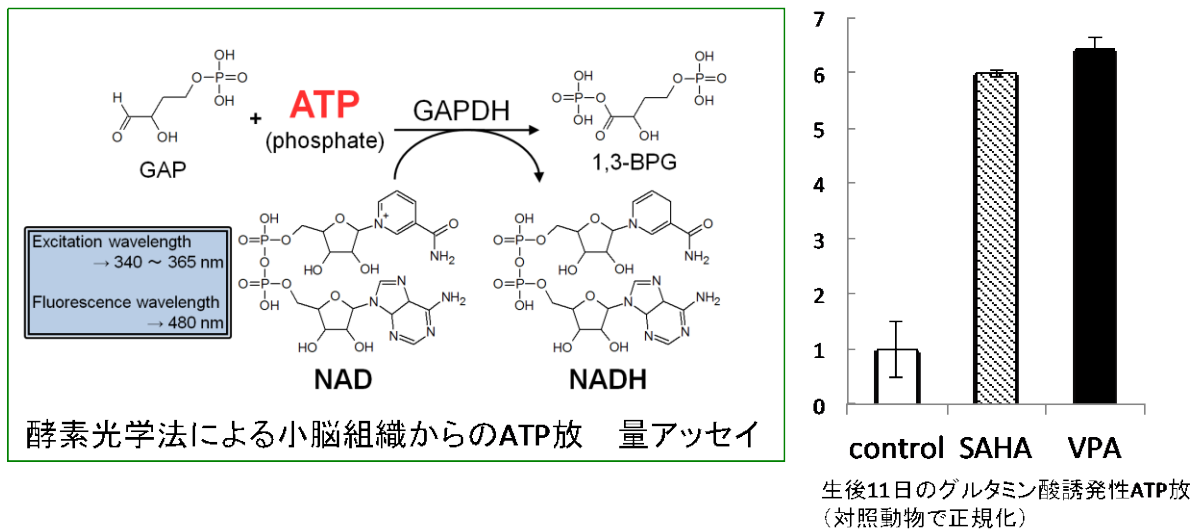 GAP
+
ATP
(phosphate)
GAPDH
1,3-BPG
H
O
OH
O
P
O
OH
OH
OH
P
O
O
OH
O
OH
O
P
O
OH
OH
Excitation wavelength
→ 340 ～ 365 nm
Fluorescence wavelength
→ 480 nm
NAD
NADH
酵素光学法による小脳組織からのATP放　量アッセイ
7
6
5
4
3
2
1
0
control SAHA VPA
生後11日のグルタミン酸誘発性ATP放
（対照動物で正規化）